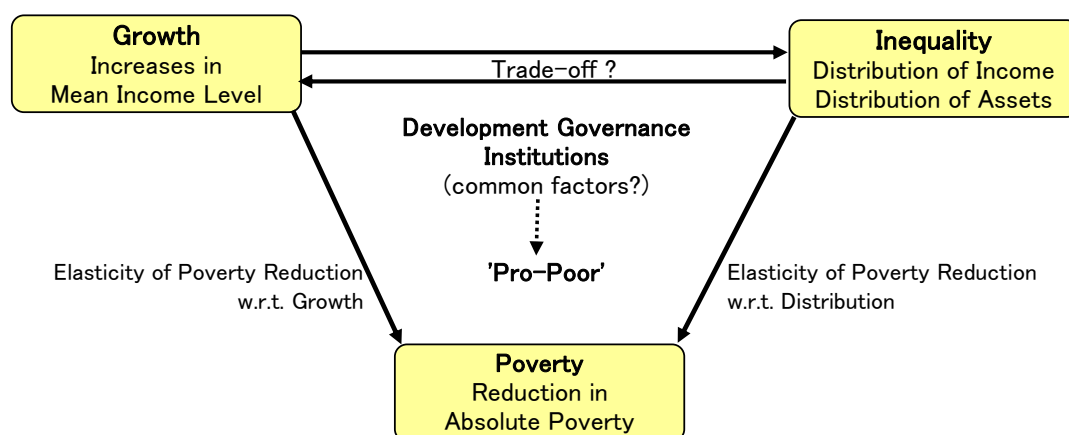 Growth
Increases in
Mean Income Level
Trade-off ?
Inequality
Distribution of Income
Distribution of Assets
Development Governance
Institutions
(common factors?)
'Pro-Poor'
Elasticity of Poverty Reduction
w.r.t. Growth
Elasticity of Poverty Reduction
w.r.t. Distribution
Poverty
Reduction in
Absolute Poverty